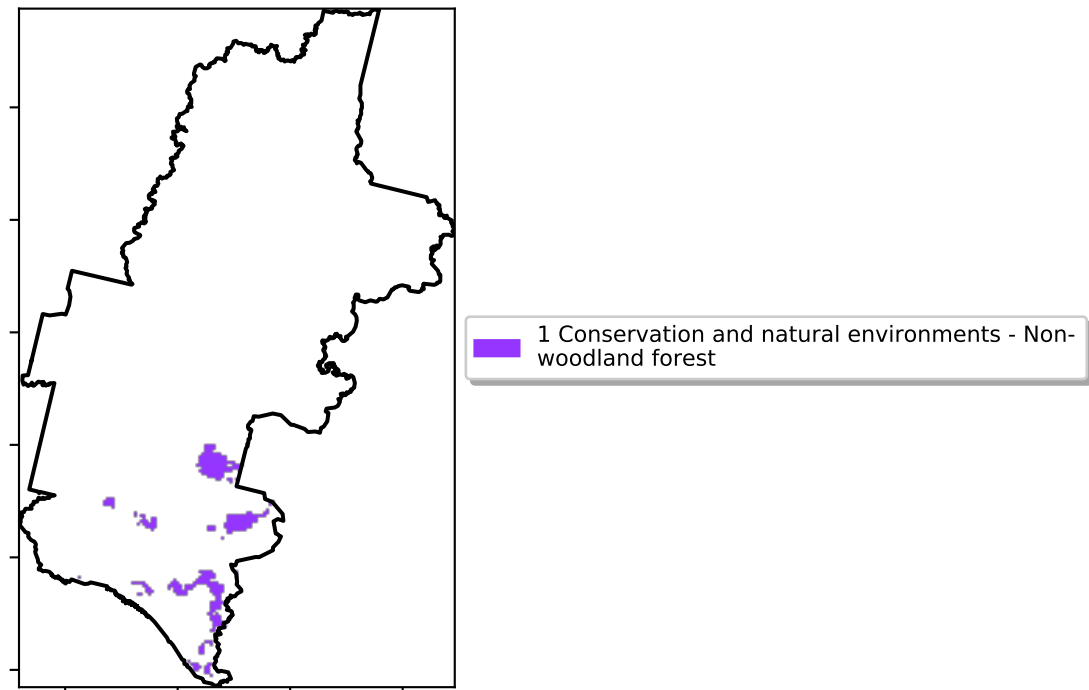 1 Conservation and natural environments - Non-
woodland forest